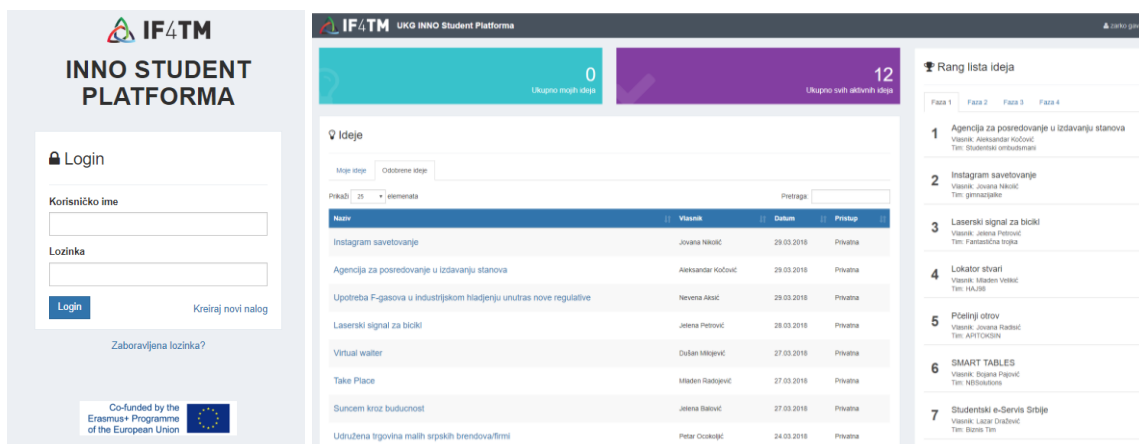 IF4TM
INNO STUDENT
PLATFORMA
Login
Korisničko ime
Lozinka
Login
Kreiraj novi nalog
Zaboravljena lozinka?
Co-funded by the
Erasmus+ Programme
of the European Union
IF4TM UKG INNO Student Platforma
zarko
0
Ukupno mojih ideja
12
Ukupno svih aktivnih ideja
Ideje
Moje ideje Odobrene ideje
Prikaži 25 elemenata
Pretraga:
Naziv Vlasnik Datum Pristup
Instagram savetovanje Jovana Nikolić 29.03.2018 Privatna
Agencija za posredovanje u izdavanju stanova Aleksandar Kočović 29.03.2018 Privatna
Upotreba F-gasova u industrijskom hladjenju unutras nove regulative Nevena Aksić 29.03.2018 Privatna
Laserski signal za bicikl Jelena Petrović 28.03.2018 Privatna
Virtual waiter Dušan Milojević 27.03.2018 Privatna
Take Place Mladen Radojević 27.03.2018 Privatna
Suncem kroz buducnost Jelena Balović 27.03.2018 Privatna
Udružena trgovina malih srpskih brendova/firmi Petar Ocokoljić 24.03.2018 Privatna
Rang lista ideja
Faza 1 Faza 2 Faza 3 Faza 4
1 Agencija za posredovanje u izdavanju stanova
Vlasnik: Aleksandar Kočović
Tim: Studentski ombudsmani
2 Instagram savetovanje
Vlasnik: Jovana Nikolić
Tim: gimnazijalke
3 Laserski signal za bicikl
Vlasnik: Jelena Petrović
Tim: Fantastična trojka
4 Lokator stvari
Vlasnik: Mladen Velikić
Tim: HAJ98
5 Pčelinji otrov
Vlasnik: Jovana Radisić
Tim: APITOKSIN
6 SMART TABLES
Vlasnik: Bojana Pajović
Tim: NBSolutions
7 Studentski e-Servis Srbije
Vlasnik: Lazar Dražević
Tim: Biznis Tim